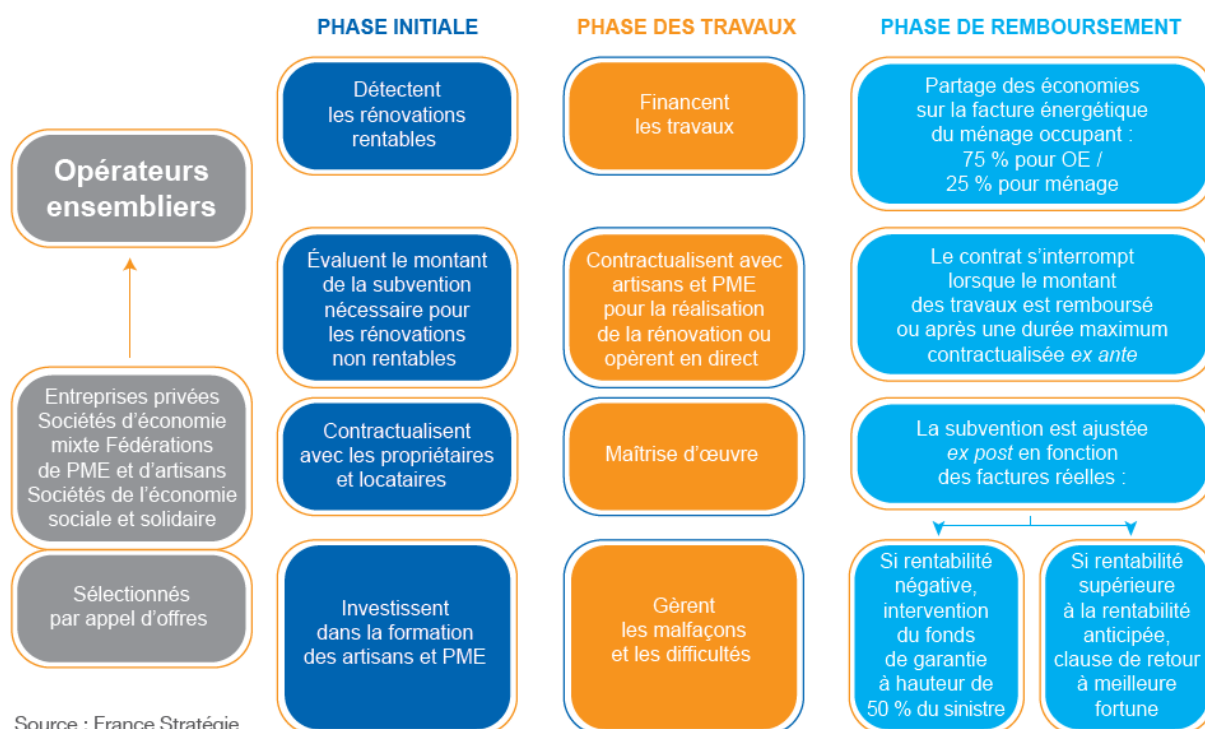 Opérateurs
ensembliers
Entreprises privées
Sociétés d’économie
mixte Fédérations
de PME et d’artisans
Sociétés de l’économie
sociale et solidaire
Sélectionnés
par appel d’offres
PHASE INITIALE
Détectent
les rénovations
rentables
Évaluent le montant
de la subvention
nécessaire pour
les rénovations
non rentables
Contractualisent
avec les propriétaires
et locataires
Investissent
dans la formation
des artisans et PME
PHASE DES TRAVAUX
Financent
les travaux
Contractualisent avec
artisans et PME
pour la réalisation
de la rénovation ou
opèrent en direct
Maîtrise d’œuvre
Gèrent
les malfaçons
et les difficultés
PHASE DE REMBOURSEMENT
Partage des économies
sur la facture énergétique
du ménage occupant :
75 % pour OE /
25 % pour ménage
Le contrat s’interrompt
lorsque le montant
des travaux est remboursé
ou après une durée maximum
contractualisée ex ante
La subvention est ajustée
ex post en fonction
des factures réelles :
Si rentabilité
négative,
intervention
du fonds
de garantie
à hauteur de
50 % du sinistre
Si rentabilité
supérieure
à la rentabilité
anticipée,
clause de retour
à meilleure
fortune
Source : France Stratégie